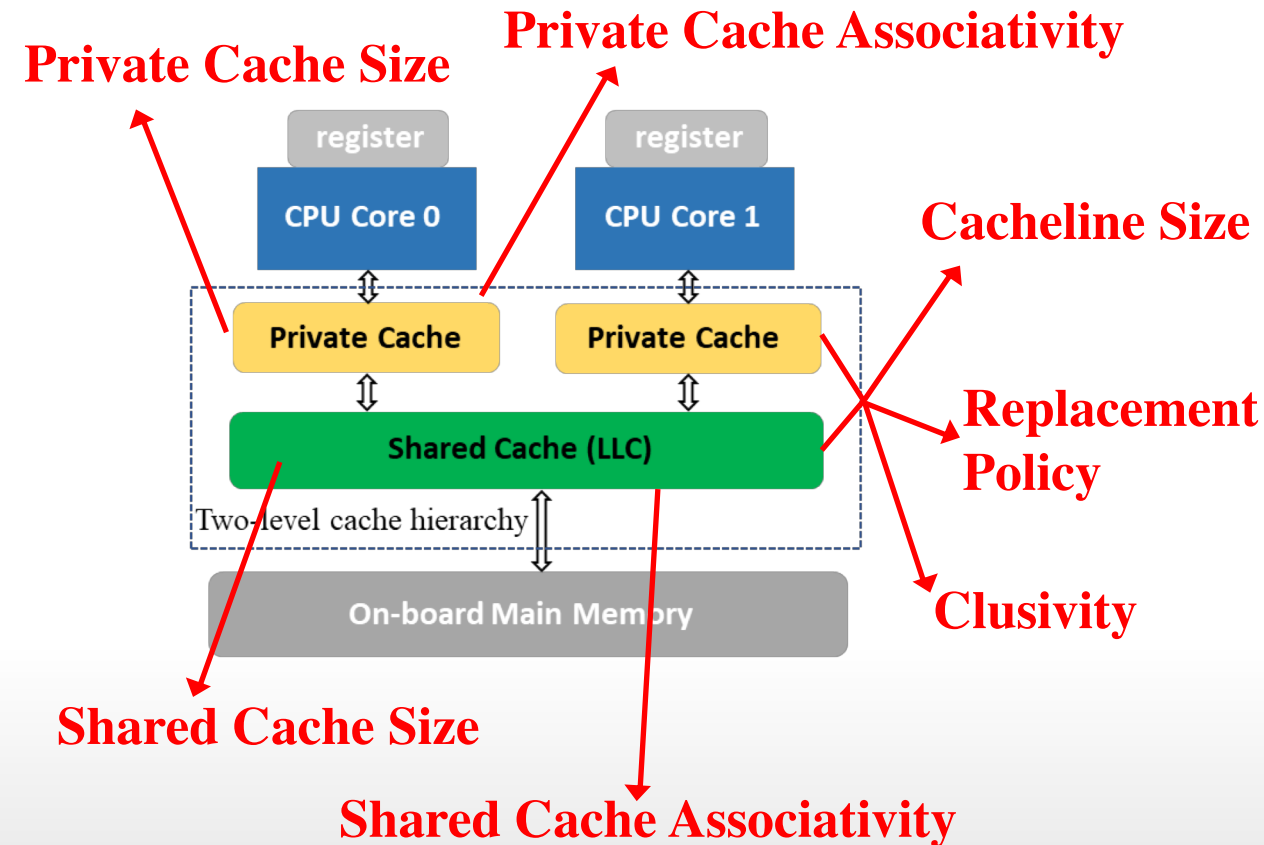 Private Cache Associativity
Private Cache Size
register
register
CPU Core 0
CPU Core 1
Cacheline Size
Private Cache
Private Cache
Replacement
Policy
Shared Cache (LLC)
Two-level cache hierarchy
On-board Main Memory
Clusivity
Shared Cache Size
Shared Cache Associativity